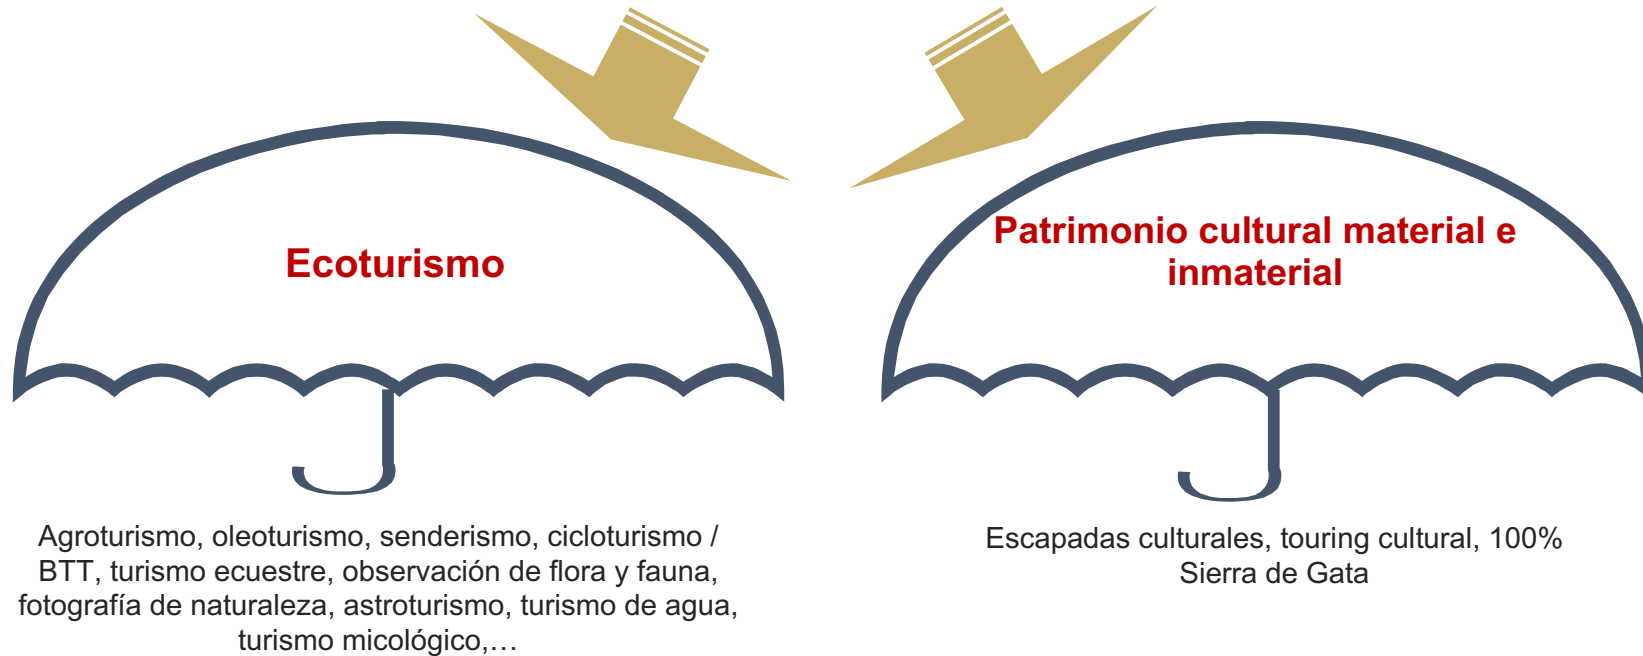 Ecoturismo
Patrimonio cultural material e
inmaterial
Agroturismo, oleoturismo, senderismo, cicloturismo /
BTT, turismo ecuestre, observación de flora y fauna,
fotografía de naturaleza, astroturismo, turismo de agua,
turismo micológico,…
Escapadas culturales, touring cultural, 100%
Sierra de Gata